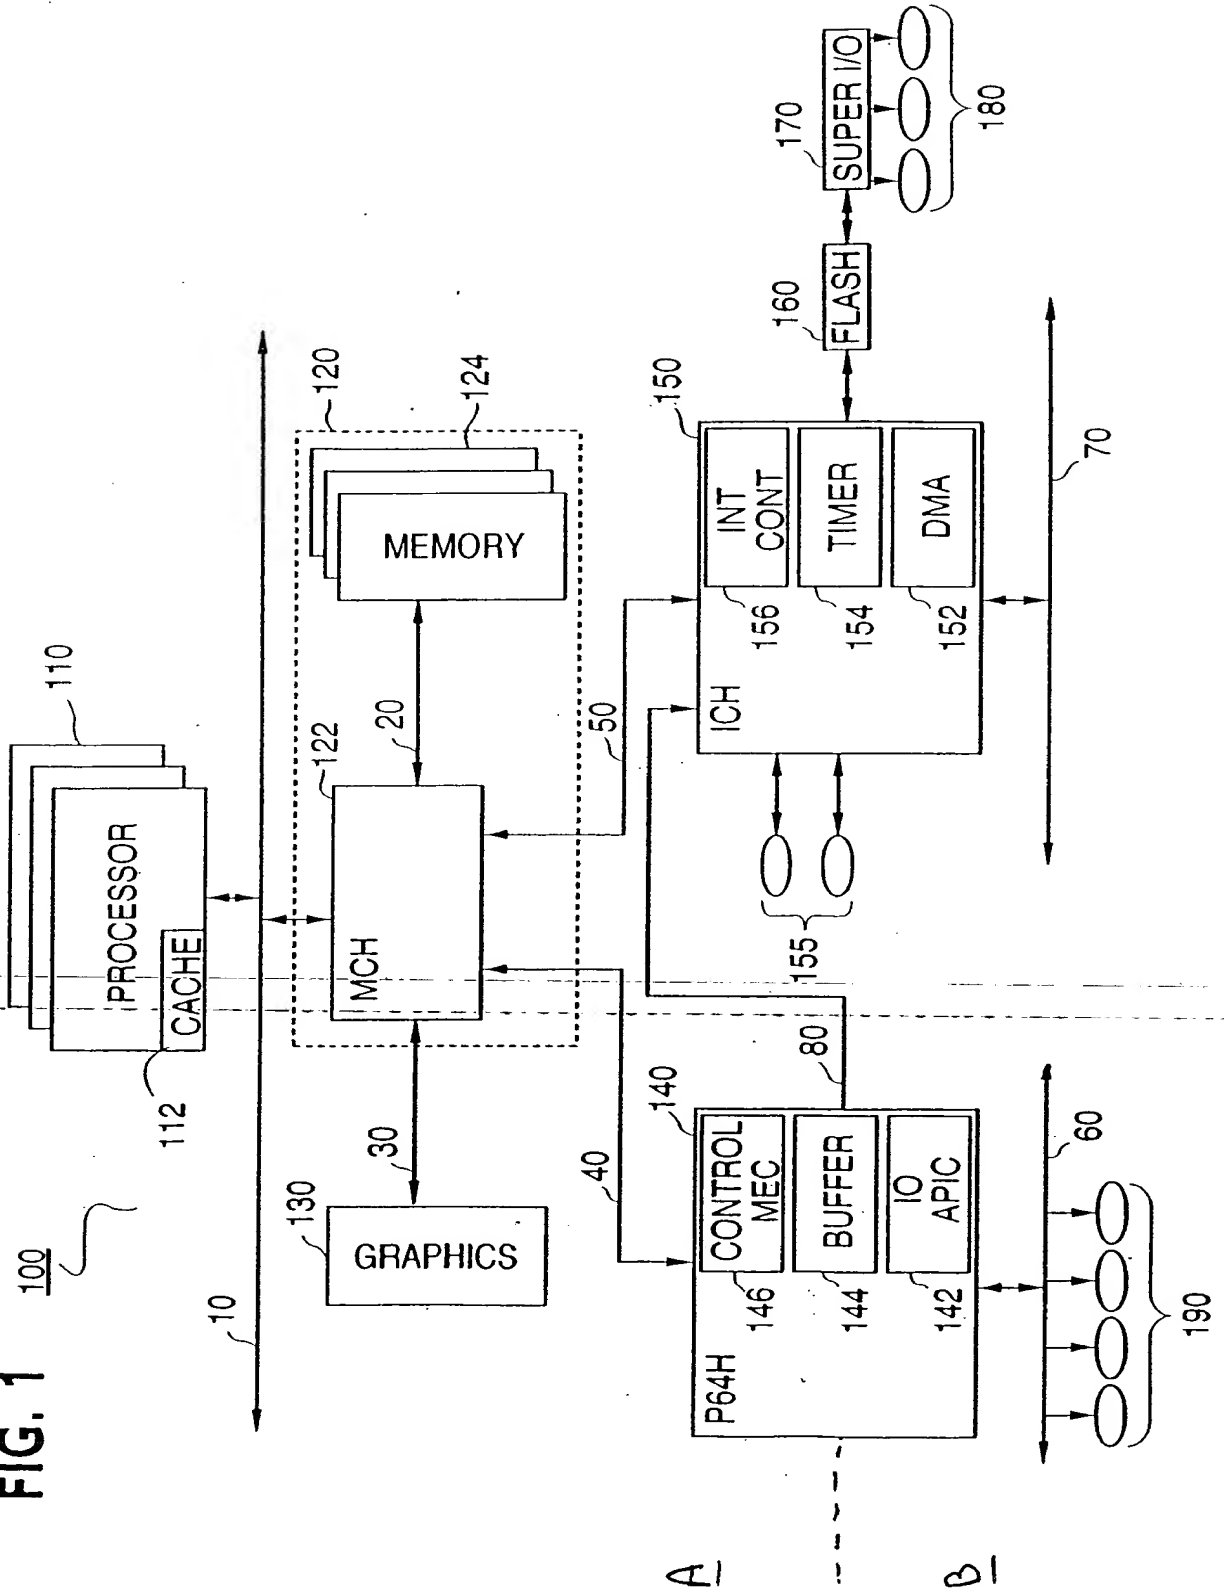 FIG. 1
100
110
PROCESSOR
CACHE
112
10
120
122
124
MCH
20
MEMORY
130
GRAPHICS
30
40
50
140
CONTROL
MEC
146
BUFFER
144
IO
APIC
142
P64H
80
150
INT
CONT
156
TIMER
154
DMA
152
ICH
155
160
FLASH
170
SUPER I/O
180
60
190
70
A
B